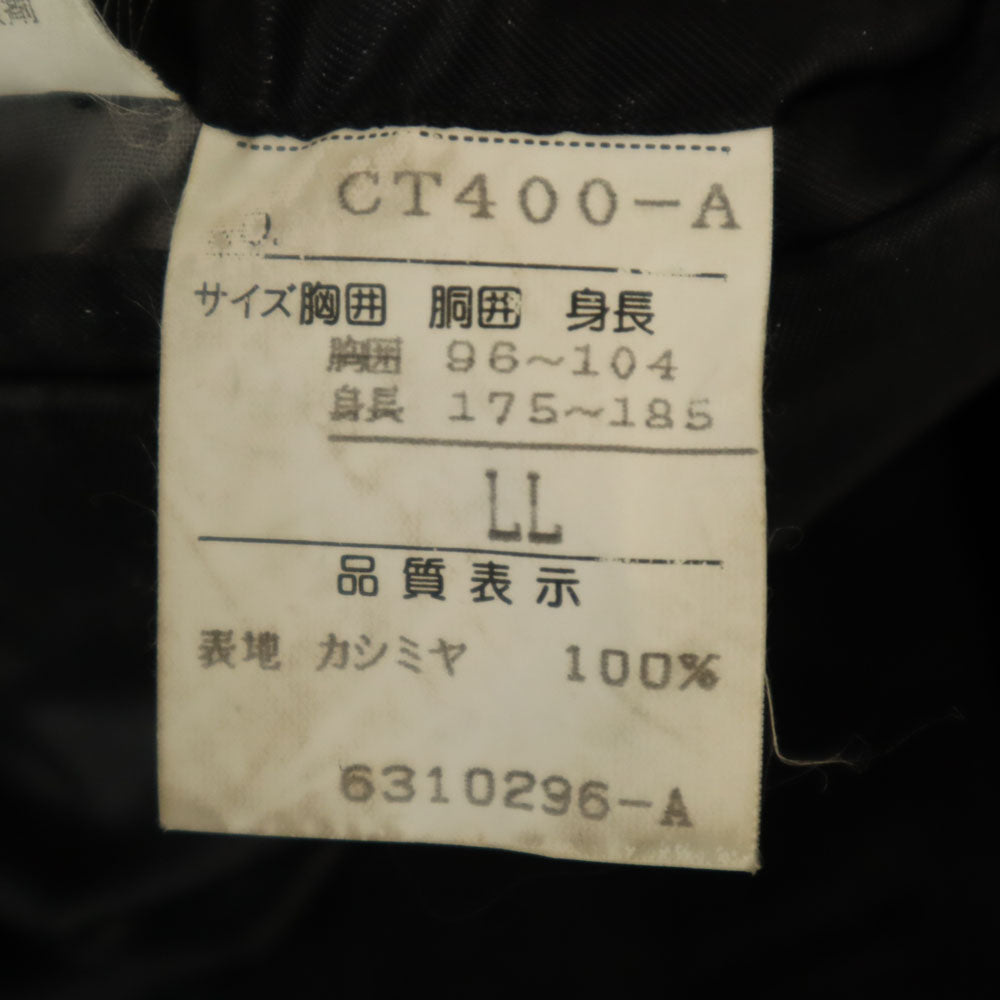 CT400-A
サイズ 胸囲 胴囲 身長
胸囲 96~104
身長 175~185
LL
品質表示
表地 カシミヤ 100%
6310296-A